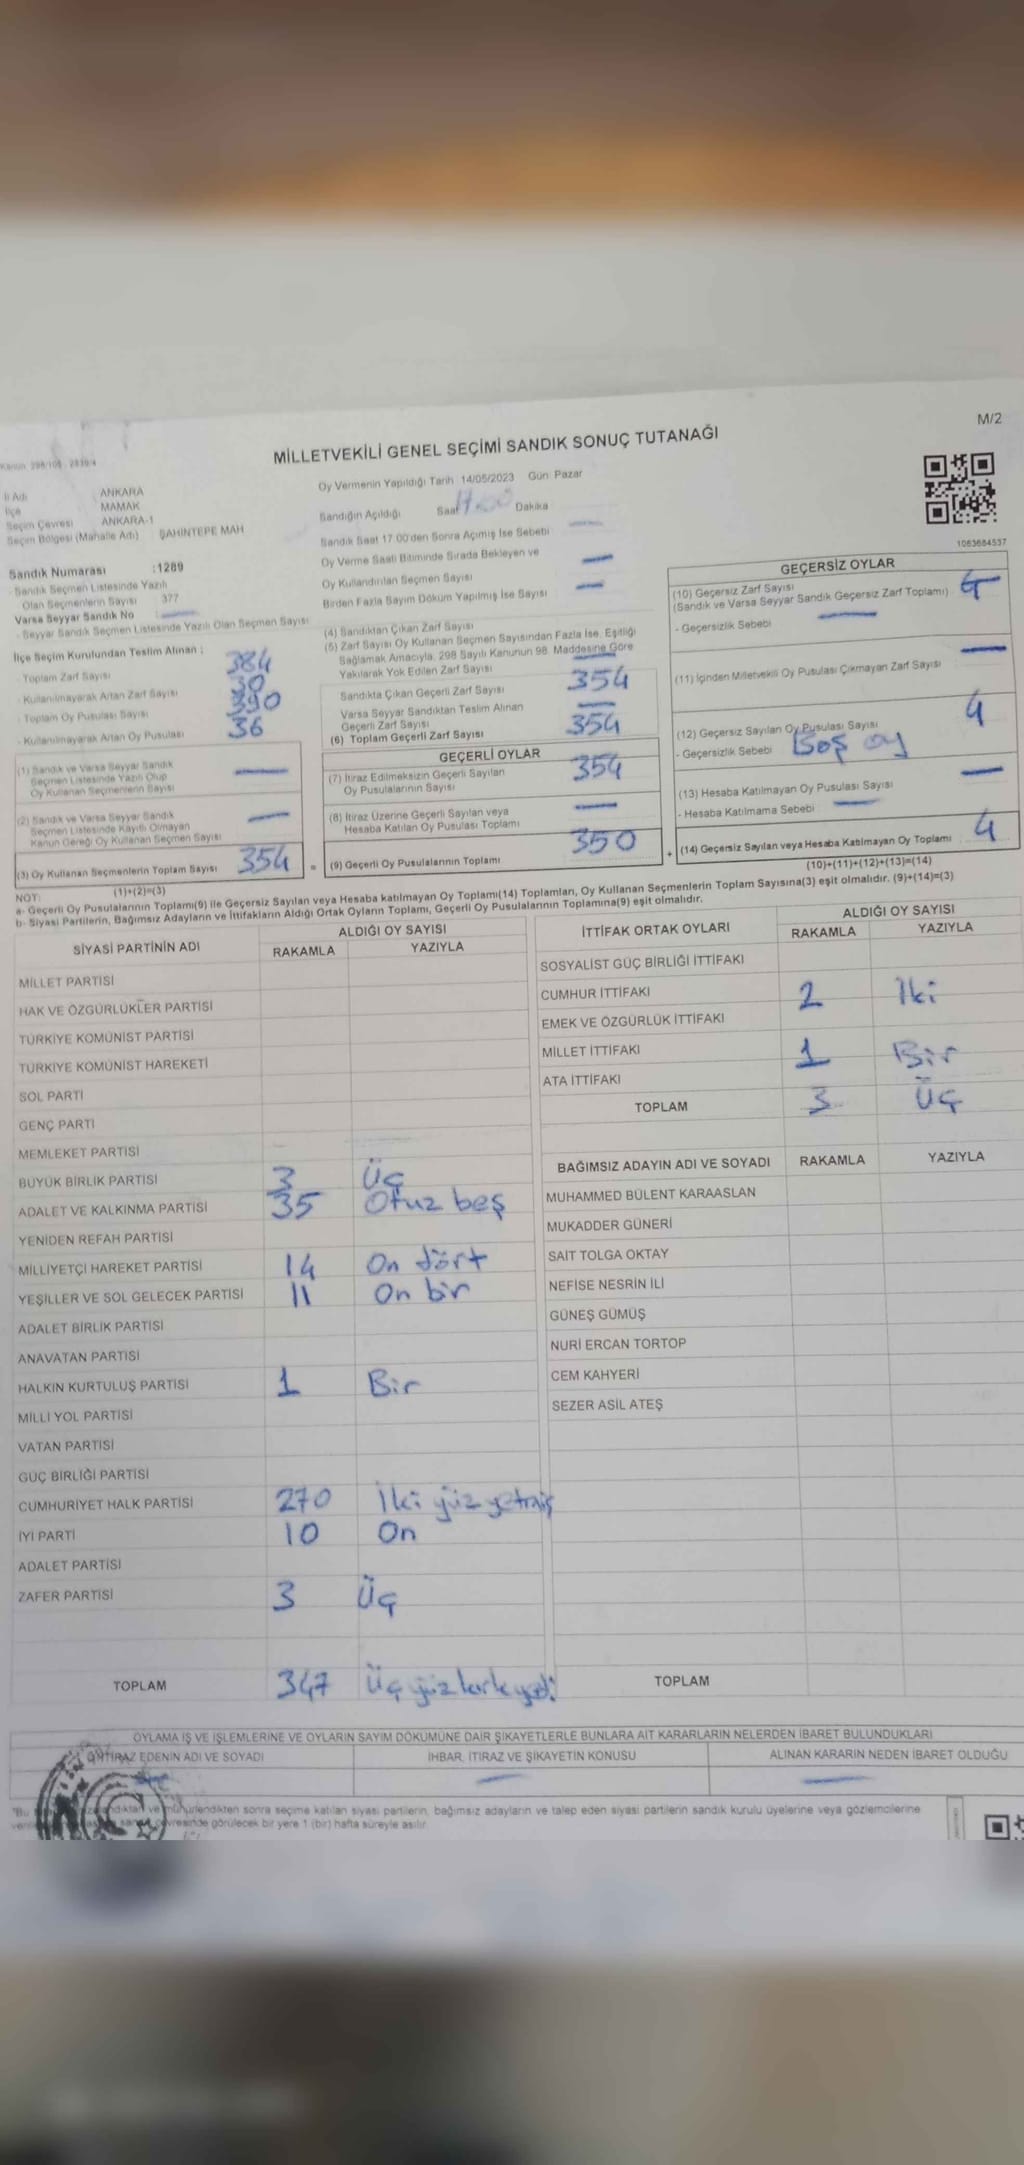 M/2
MİLLETVEKİLİ GENEL SEÇİMİ SANDIK SONUÇ TUTANAĞI
İl Adı ANKARA
İlçe MAMAK
Seçim Çevresi ANKARA-1
Seçim Bölgesi (Mahalle Adı) ŞAHİNTEPE MAH
Sandık Numarası :1289
- Sandık Seçmen Listesinde Yazılı
Olan Seçmenlerin Sayısı 377
Varsa Seyyar Sandık No :
- Seyyar Sandık Seçmen Listesinde Yazılı Olan Seçmen Sayısı
İlçe Seçim Kurulundan Teslim Alınan ;
- Toplam Zarf Sayısı 384
- Kullanılmayarak Artan Zarf Sayısı 30
- Toplam Oy Pusulası Sayısı 390
- Kullanılmayarak Artan Oy Pusulası 36
(1) Sandık ve Varsa Seyyar Sandık
Seçmen Listesinde Yazılı Olup
Oy Kullanan Seçmenlerin Sayısı
(2) Sandık ve Varsa Seyyar Sandık
Seçmen Listesinde Kayıtlı Olmayan
Kanun Gereği Oy Kullanan Seçmen Sayısı
(3) Oy Kullanan Seçmenlerin Toplam Sayısı 354 =
(1)+(2)=(3)
Oy Vermenin Yapıldığı Tarih 14/05/2023 Gün Pazar
Sandığın Açıldığı Saat 17:00 Dakika
Sandık Saat 17.00'den Sonra Açımış İse Sebebi
Oy Verme Saati Bitiminde Sırada Bekleyen ve
Oy Kullandırılan Seçmen Sayısı
Birden Fazla Sayım Döküm Yapılmış İse Sayısı
(4) Sandıktan Çıkan Zarf Sayısı
(5) Zarf Sayısı Oy Kullanan Seçmen Sayısından Fazla İse, Eşitliği
Sağlamak Amacıyla, 298 Sayılı Kanunun 98. Maddesine Göre
Yakılarak Yok Edilen Zarf Sayısı
Sandıkta Çıkan Geçerli Zarf Sayısı 354
Varsa Seyyar Sandıktan Teslim Alınan
Geçerli Zarf Sayısı
(6) Toplam Geçerli Zarf Sayısı 354
GEÇERLİ OYLAR
(7) İtiraz Edilmeksizin Geçerli Sayılan
Oy Pusulalarının Sayısı 354
(8) İtiraz Üzerine Geçerli Sayılan veya
Hesaba Katılan Oy Pusulası Toplamı
(9) Geçerli Oy Pusulalarının Toplamı 350 +
1063684537
GEÇERSİZ OYLAR
(10) Geçersiz Zarf Sayısı
(Sandık ve Varsa Seyyar Sandık Geçersiz Zarf Toplamı)
- Geçersizlik Sebebi
(11) İçinden Milletvekili Oy Pusulası Çıkmayan Zarf Sayısı
(12) Geçersiz Sayılan Oy Pusulası Sayısı 4
- Geçersizlik Sebebi Boş oy
(13) Hesaba Katılmayan Oy Pusulası Sayısı
- Hesaba Katılmama Sebebi
(14) Geçersiz Sayılan veya Hesaba Katılmayan Oy Toplamı 4
(10)+(11)+(12)+(13)=(14)
NOT:
a- Geçerli Oy Pusulalarının Toplamı(9) ile Geçersiz Sayılan veya Hesaba katılmayan Oy Toplamı(14) Toplamları, Oy Kullanan Seçmenlerin Toplam Sayısına(3) eşit olmalıdır. (9)+(14)=(3)
b- Siyasi Partilerin, Bağımsız Adayların ve İttifakların Aldığı Ortak Oyların Toplamı, Geçerli Oy Pusulalarının Toplamına(9) eşit olmalıdır.
SİYASİ PARTİNİN ADI ALDIĞI OY SAYISI
RAKAMLA YAZIYLA
MİLLET PARTİSİ
HAK VE ÖZGÜRLÜKLER PARTİSİ
TÜRKİYE KOMÜNİST PARTİSİ
TÜRKİYE KOMÜNİST HAREKETİ
SOL PARTİ
GENÇ PARTİ
MEMLEKET PARTİSİ
BÜYÜK BİRLİK PARTİSİ 3 Üç
ADALET VE KALKINMA PARTİSİ 35 Otuz beş
YENİDEN REFAH PARTİSİ
MİLLİYETÇİ HAREKET PARTİSİ 14 On dört
YEŞİLLER VE SOL GELECEK PARTİSİ 11 On bir
ADALET BİRLİK PARTİSİ
ANAVATAN PARTİSİ
HALKIN KURTULUŞ PARTİSİ 1 Bir
MİLLİ YOL PARTİSİ
VATAN PARTİSİ
GÜÇ BİRLİĞİ PARTİSİ
CUMHURİYET HALK PARTİSİ 270 İki yüz yetmiş
İYİ PARTİ 10 On
ADALET PARTİSİ
ZAFER PARTİSİ 3 Üç
TOPLAM 347 Üç yüz kırk yedi
İTTİFAK ORTAK OYLARI ALDIĞI OY SAYISI
RAKAMLA YAZIYLA
SOSYALİST GÜÇ BİRLİĞİ İTTİFAKI
CUMHUR İTTİFAKI 2 İki
EMEK VE ÖZGÜRLÜK İTTİFAKI
MİLLET İTTİFAKI 1 Bir
ATA İTTİFAKI
TOPLAM 3 Üç
BAĞIMSIZ ADAYIN ADI VE SOYADI RAKAMLA YAZIYLA
MUHAMMED BÜLENT KARAASLAN
MUKADDER GÜNERİ
SAİT TOLGA OKTAY
NEFİSE NESRİN İLİ
GÜNEŞ GÜMÜŞ
NURİ ERCAN TORTOP
CEM KAHYERİ
SEZER ASİL ATEŞ
TOPLAM
OYLAMA İŞ VE İŞLEMLERİNE VE OYLARIN SAYIM DÖKÜMÜNE DAİR ŞİKAYETLERLE BUNLARA AİT KARARLARIN NELERDEN İBARET BULUNDUKLARI
İTİRAZ EDENİN ADI VE SOYADI İHBAR, İTİRAZ VE ŞİKAYETİN KONUSU ALINAN KARARIN NEDEN İBARET OLDUĞU
"Bu ve mühürlendikten sonra seçime katılan siyasi partilerin, bağımsız adayların ve talep eden siyasi partilerin sandık kurulu üyelerine veya gözlemcilerine
çevresinde görülecek bir yere 1 (bir) hafta süreyle asılır.